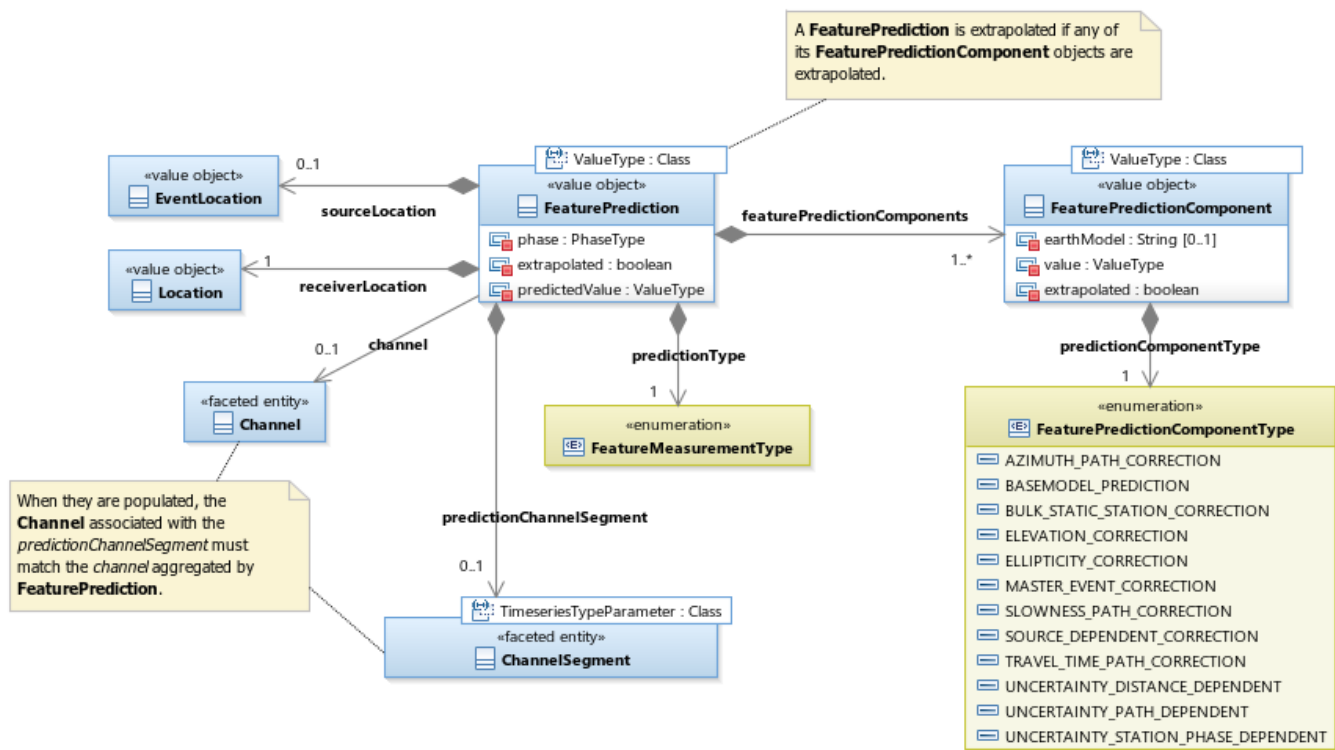 A FeaturePrediction is extrapolated if any of
its FeaturePredictionComponent objects are
extrapolated.
«value object»
EventLocation
0..1
sourceLocation
«value object»
Location
1
receiverLocation
ValueType : Class
«value object»
FeaturePrediction
phase : PhaseType
extrapolated : boolean
predictedValue : ValueType
featurePredictionComponents
1..*
ValueType : Class
«value object»
FeaturePredictionComponent
earthModel : String [0..1]
value : ValueType
extrapolated : boolean
channel
0..1
«faceted entity»
Channel
predictionType
1
«enumeration»
FeatureMeasurementType
predictionComponentType
1
«enumeration»
FeaturePredictionComponentType
AZIMUTH_PATH_CORRECTION
BASEMODEL_PREDICTION
BULK_STATIC_STATION_CORRECTION
ELEVATION_CORRECTION
ELLIPTICITY_CORRECTION
MASTER_EVENT_CORRECTION
SLOWNESS_PATH_CORRECTION
SOURCE_DEPENDENT_CORRECTION
TRAVEL_TIME_PATH_CORRECTION
UNCERTAINTY_DISTANCE_DEPENDENT
UNCERTAINTY_PATH_DEPENDENT
UNCERTAINTY_STATION_PHASE_DEPENDENT
When they are populated, the
Channel associated with the
predictionChannelSegment must
match the channel aggregated by
FeaturePrediction.
predictionChannelSegment
0..1
TimeseriesTypeParameter : Class
«faceted entity»
ChannelSegment